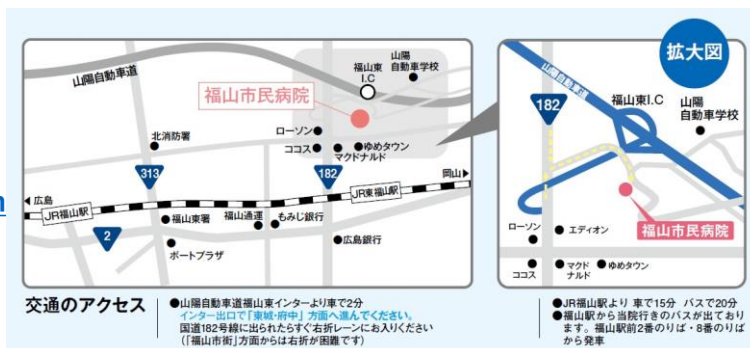 山陽自動車道
福山東
I.C
山陽
自動車学校
福山市民病院
北消防署
ローソン
ココス
マクドナルド
ゆめタウン
313
182
広島
岡山
JR福山駅
JR東福山駅
2
福山東署
福山通運
もみじ銀行
ポートプラザ
広島銀行
拡大図
山陽自動車道
182
福山東I.C
山陽
自動車学校
福山市民病院
ローソン
エディオン
ココス
マクド
ナルド
ゆめタウン
交通のアクセス
●山陽自動車道福山東インターより車で2分
インター出口で「東城・府中」方面へ進んでください。
国道182号線に出られたらすぐ右折レーンにお入りください
(「福山市街」方面からは右折が困難です)
●JR福山駅より 車で15分 バスで20分
●福山駅から当院行きのバスが出ており
ます。福山駅前2番のりば・8番のりば
から発車